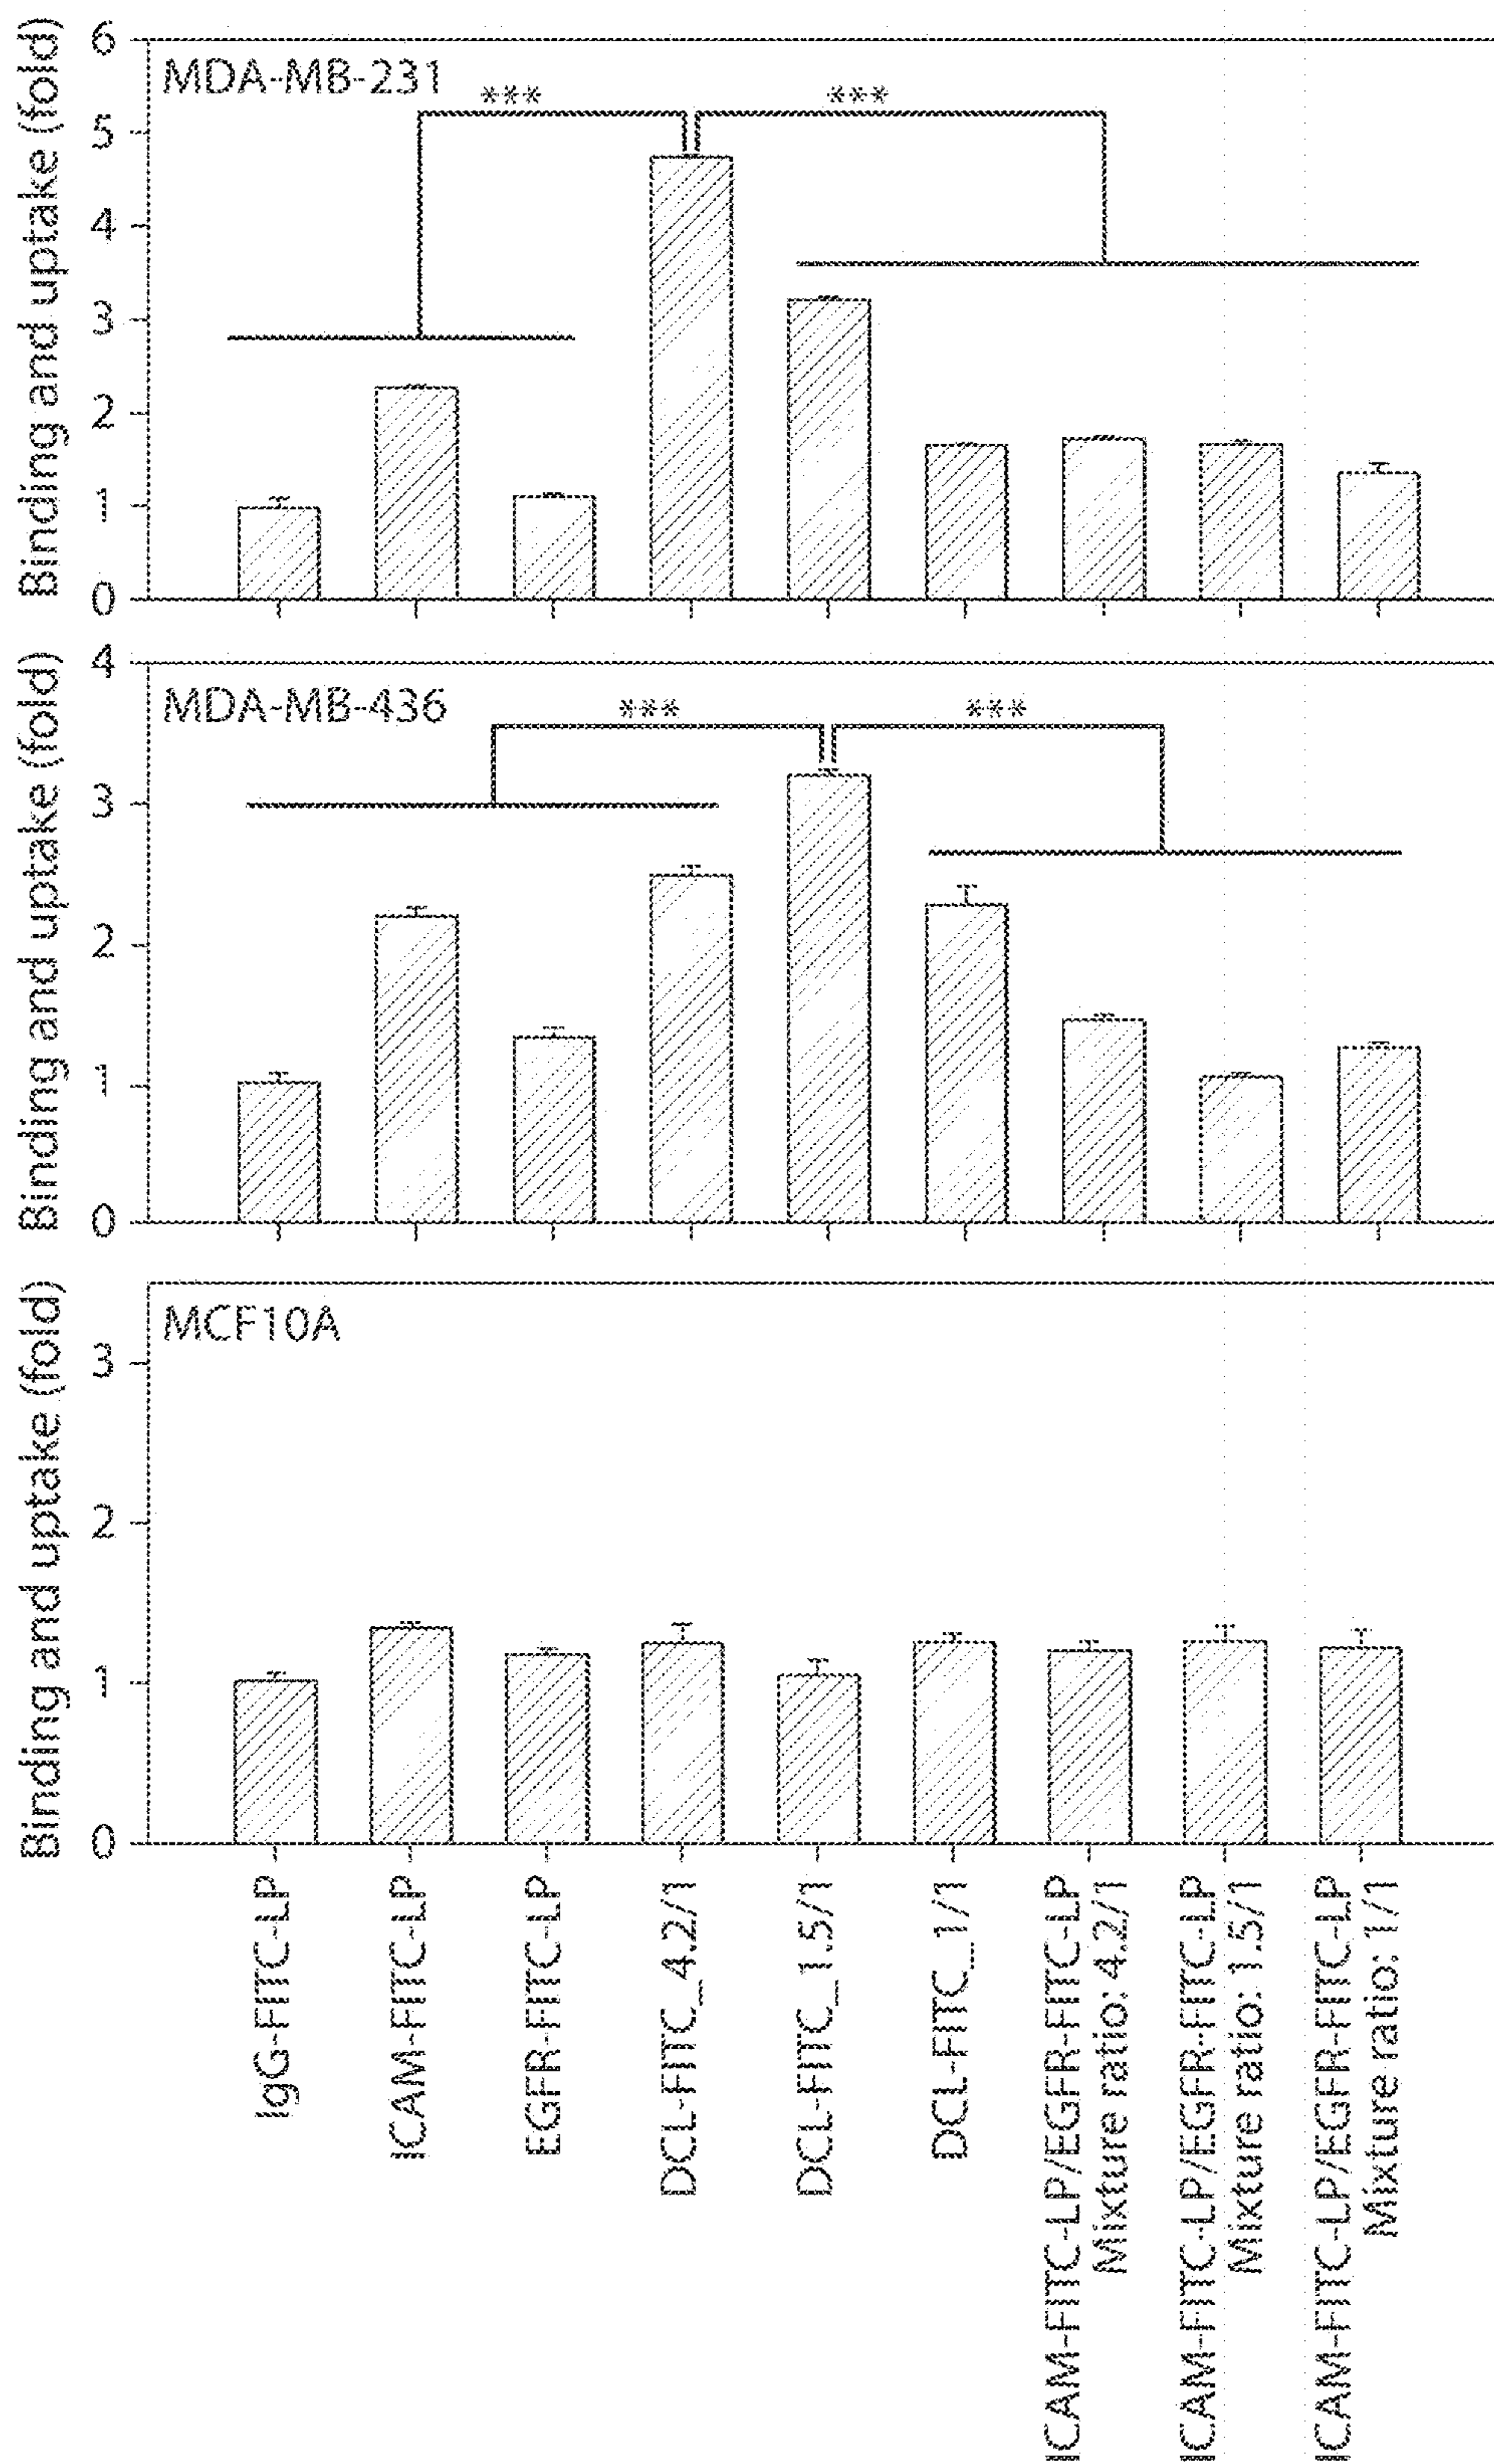 Binding and uptake (fold)
6
5
4
3
2
1
0
MDA-MB-231
***
***
Binding and uptake (fold)
4
3
2
1
0
MDA-MB-436
***
***
Binding and uptake (fold)
3
2
1
0
MCF10A
IgG-FITC-LP
ICAM-FITC-LP
EGFR-FITC-LP
DCL-FITC_4.2/1
DCL-FITC_1.5/1
DCL-FITC_1/1
ICAM-FITC-LP/EGFR-FITC-LP
Mixture ratio: 4.2/1
ICAM-FITC-LP/EGFR-FITC-LP
Mixture ratio: 1.5/1
ICAM-FITC-LP/EGFR-FITC-LP
Mixture ratio: 1/1